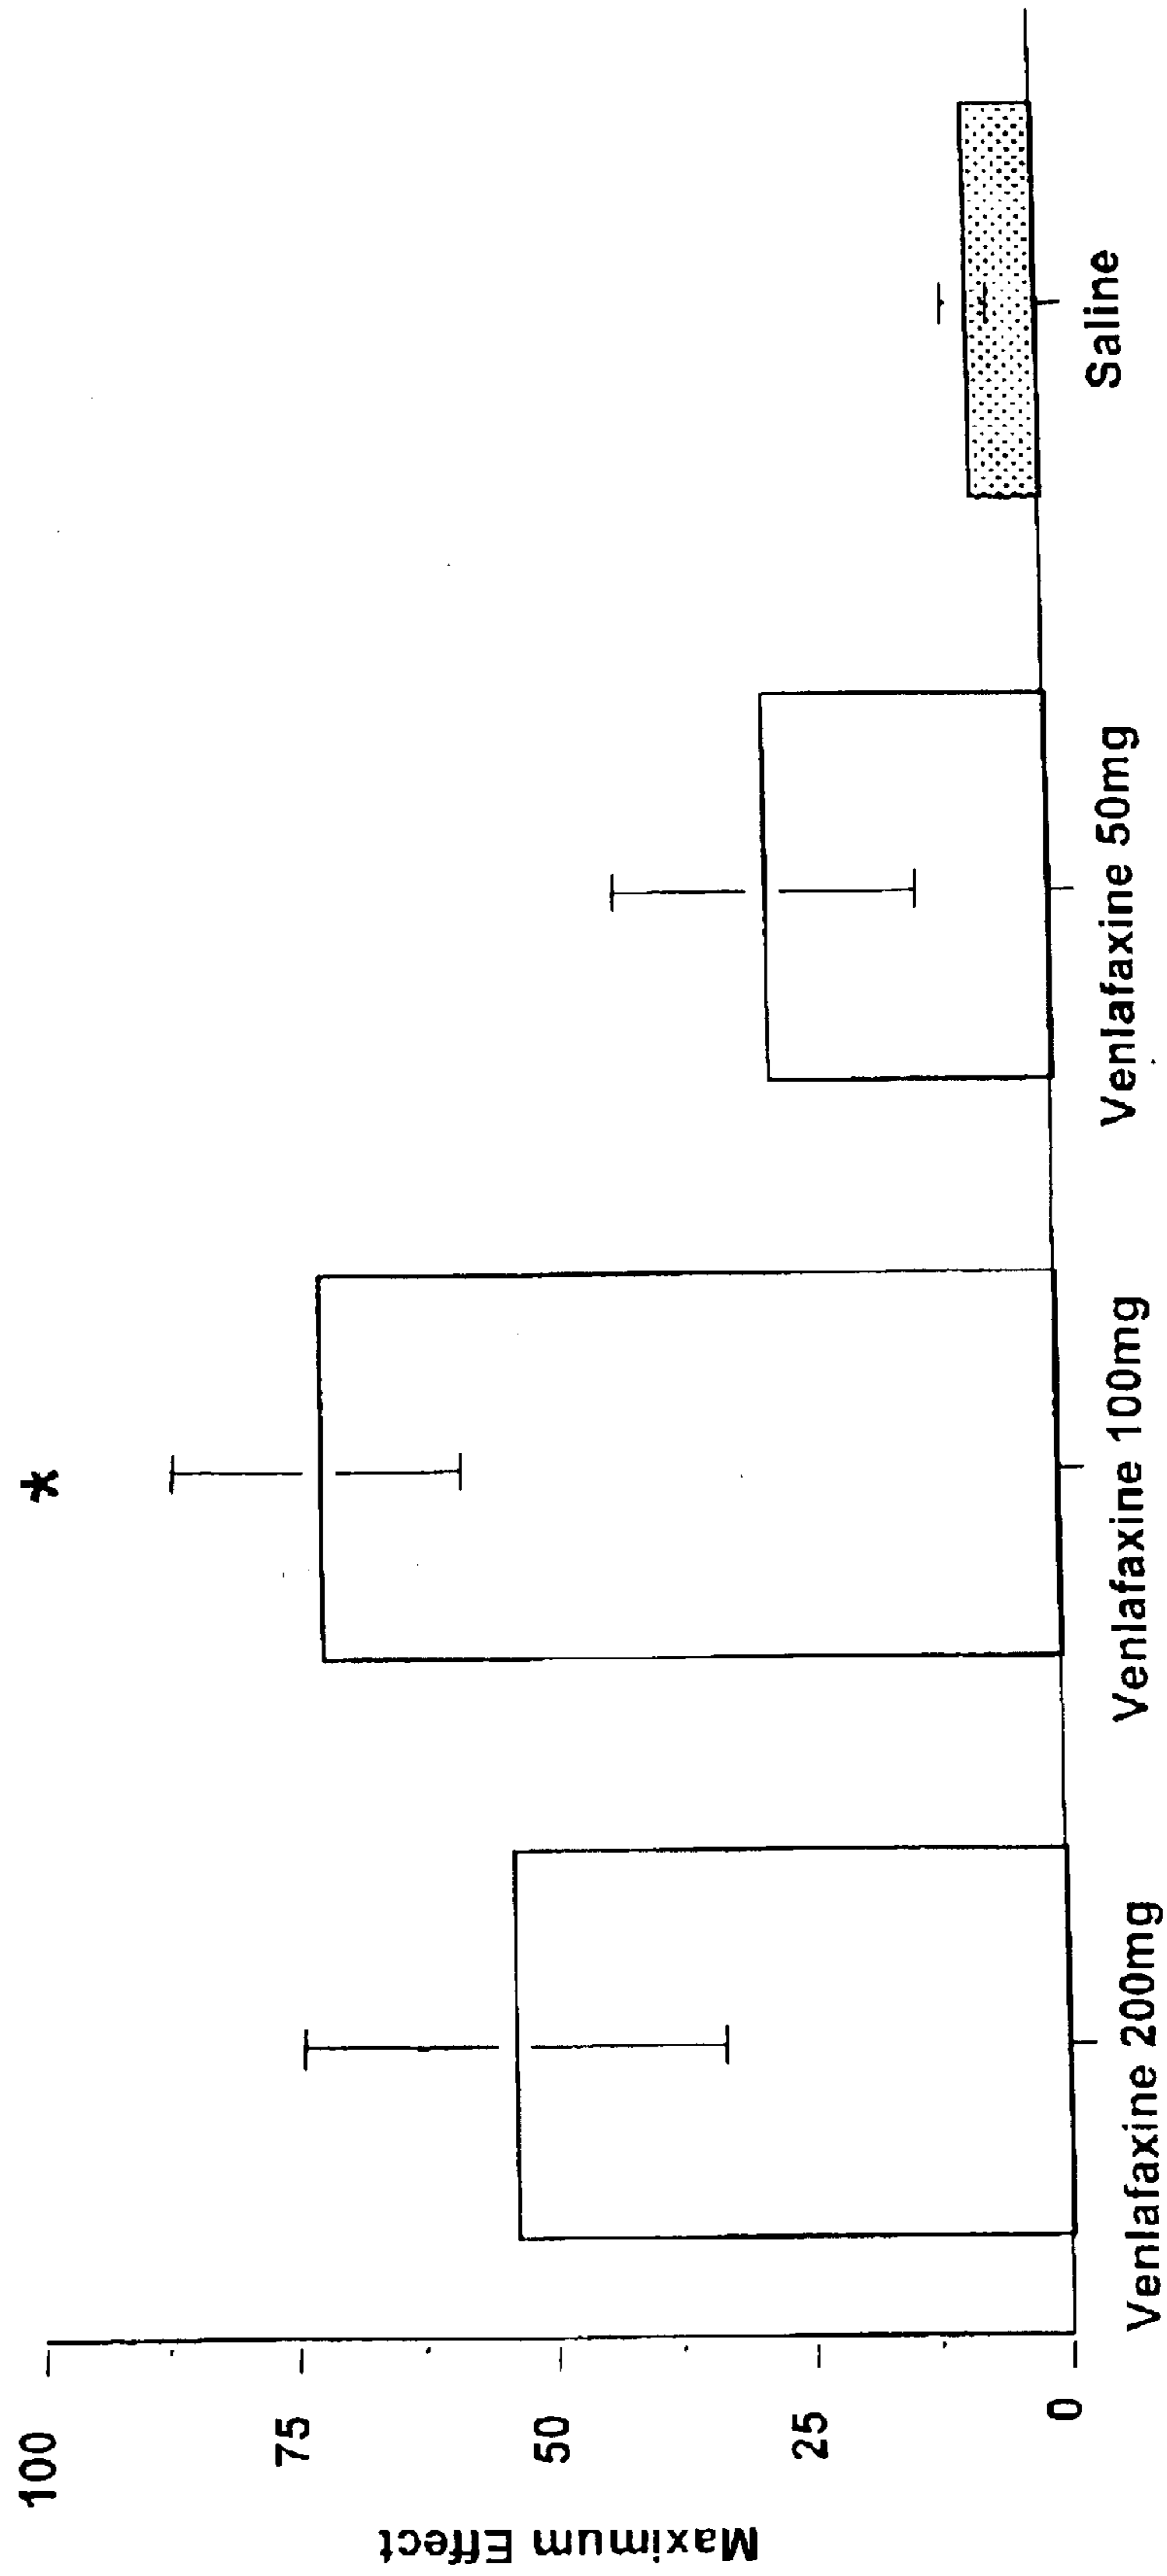 Maximum Effect
100
75
50
25
0
*
Venlafaxine 200mg
Venlafaxine 100mg
Venlafaxine 50mg
Saline